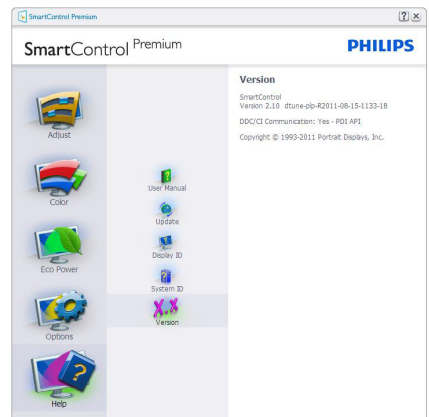 SmartControl Premium
SmartControl Premium
PHILIPS
Adjust
Color
Eco Power
Options
Help
User Manual
Update
Display ID
System ID
X.X
Version
Version
SmartControl
Version 2.10 dtune-plp-R2011-08-15-1133-18
DDC/CI Communication: Yes - PDI API
Copyright © 1993-2011 Portrait Displays, Inc.